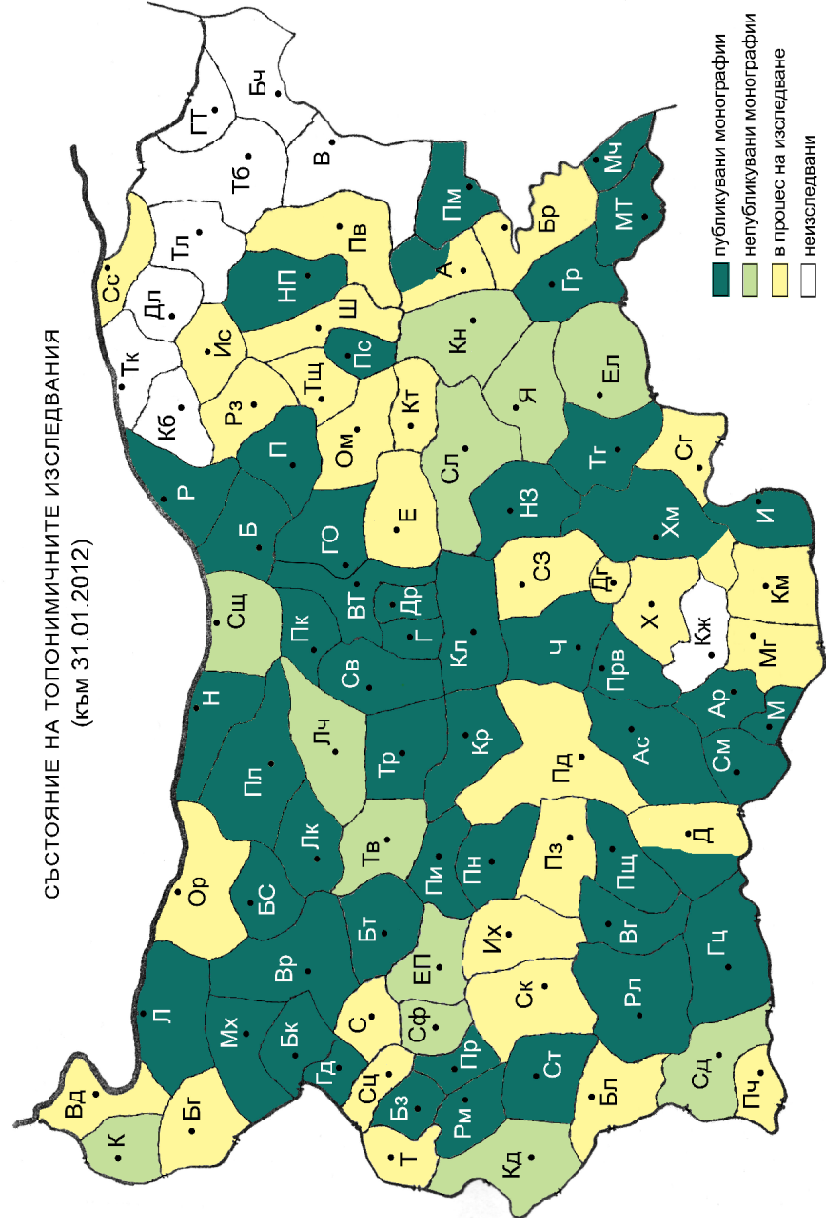 СЪСТОЯНИЕ НА ТОПОНИМИЧНИТЕ ИЗСЛЕДВАНИЯ
(към 31.01.2012)
Вд
К
Бг
Л
Мх
Бк
Гд
Вр
Ор
БС
Н
Пл
Лк
Лч
Сщ
Пк
Св
Р
Б
П
ГО
ВТ
Др
Г
Тк
Кб
Дл
Сс
Тл
ГТ
Бч
Тб
В
Ис
Рз
Тщ
Ш
НП
Пв
Пс
Ом
Кт
Е
Пм
А
Т
Сц
С
Бз
Сф
ЕП
Бт
Тв
Тр
Пи
Пн
Кр
Кл
Сл
Кн
Бр
Гр
МТ
Мч
Рм
Пр
Кд
Ст
Ск
Их
Пз
Пд
Ч
СЗ
НЗ
Я
Ел
Тг
Сг
Бл
Рл
Вг
Пщ
Ас
Прв
Х
Дг
Хм
И
Сд
Пч
Гц
Д
См
М
Ар
Кж
Мг
Км
публикувани монографии
непубликувани монографии
в процес на изследване
неизследвани